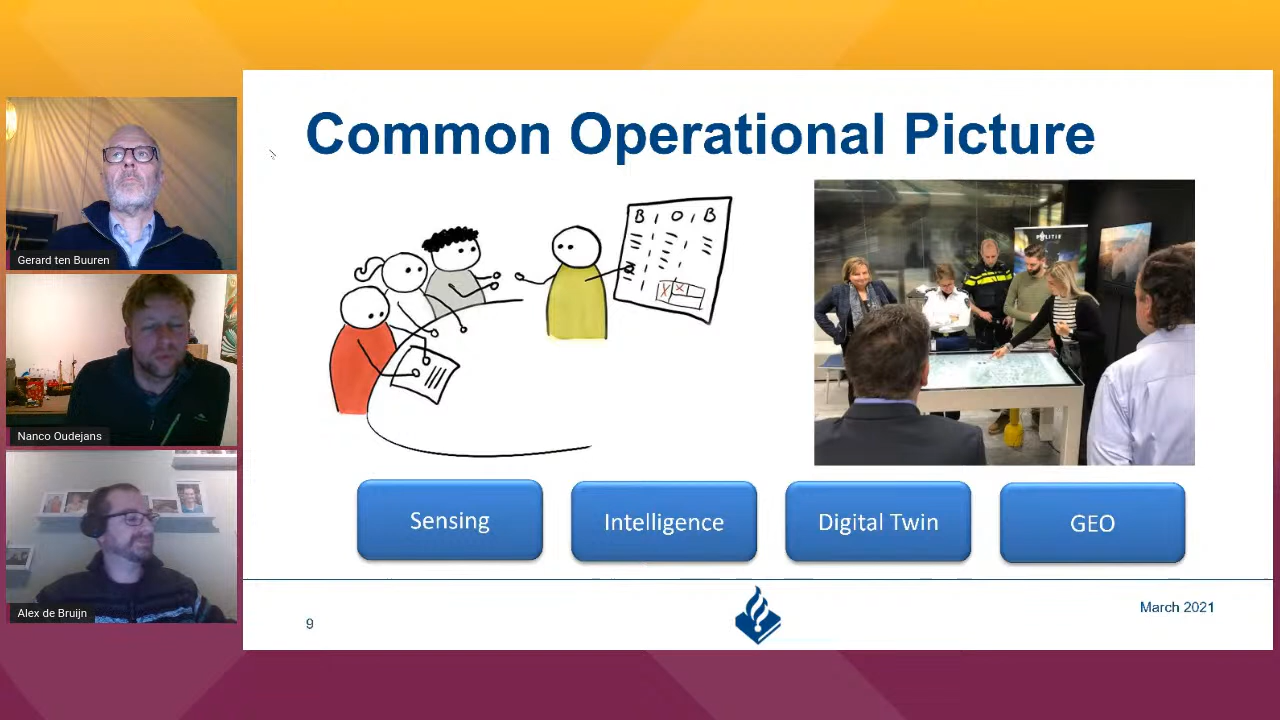 Common Operational Picture
B | O | B
POLITIE
Gerard ten Buuren
Nanco Oudejans
Alex de Bruijn
Sensing
Intelligence
Digital Twin
GEO
9
March 2021